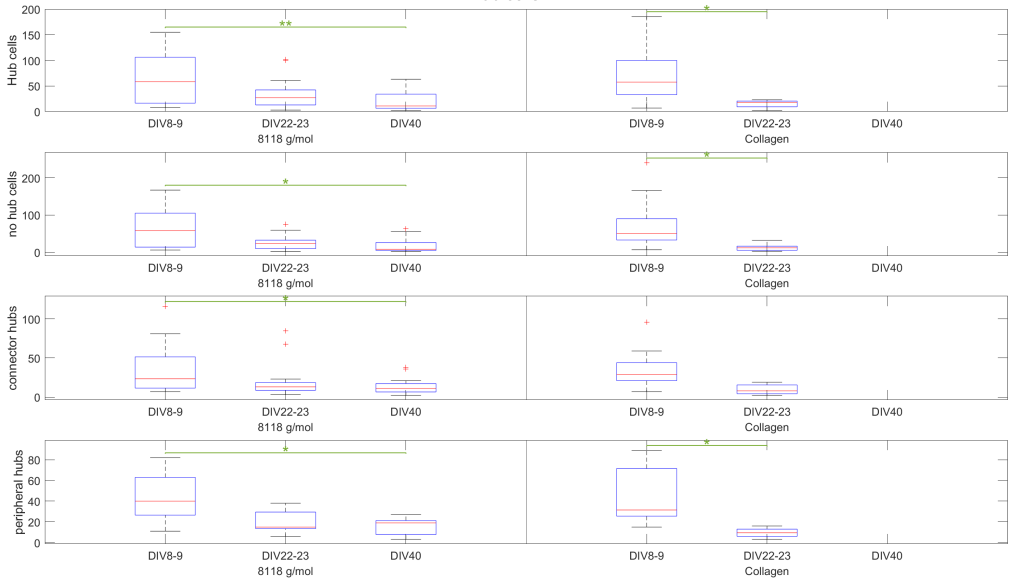 200
150
100
50
0
Hub cells
**
*
DIV8-9 DIV22-23 DIV40 DIV8-9 DIV22-23 DIV40
8118 g/mol Collagen
200
100
0
no hub cells
*
*
DIV8-9 DIV22-23 DIV40 DIV8-9 DIV22-23 DIV40
8118 g/mol Collagen
100
50
0
connector hubs
*
DIV8-9 DIV22-23 DIV40 DIV8-9 DIV22-23 DIV40
8118 g/mol Collagen
80
60
40
20
0
peripheral hubs
*
*
DIV8-9 DIV22-23 DIV40 DIV8-9 DIV22-23 DIV40
8118 g/mol Collagen